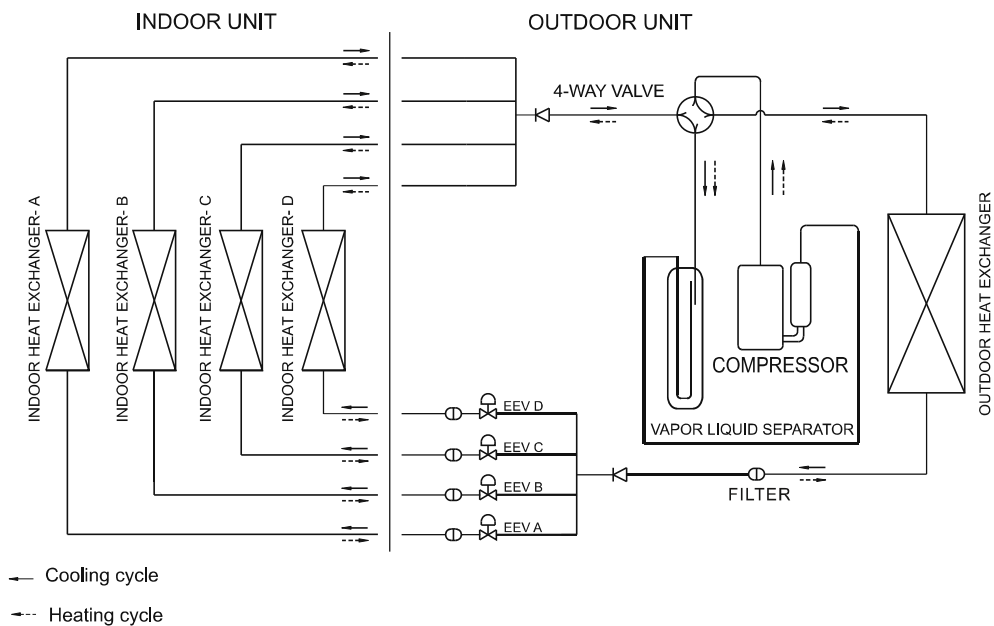 INDOOR UNIT
OUTDOOR UNIT
4-WAY VALVE
INDOOR HEAT EXCHANGER- A
INDOOR HEAT EXCHANGER- B
INDOOR HEAT EXCHANGER- C
INDOOR HEAT EXCHANGER- D
OUTDOOR HEAT EXCHANGER
COMPRESSOR
VAPOR LIQUID SEPARATOR
EEV D
EEV C
EEV B
EEV A
FILTER
Cooling cycle
Heating cycle